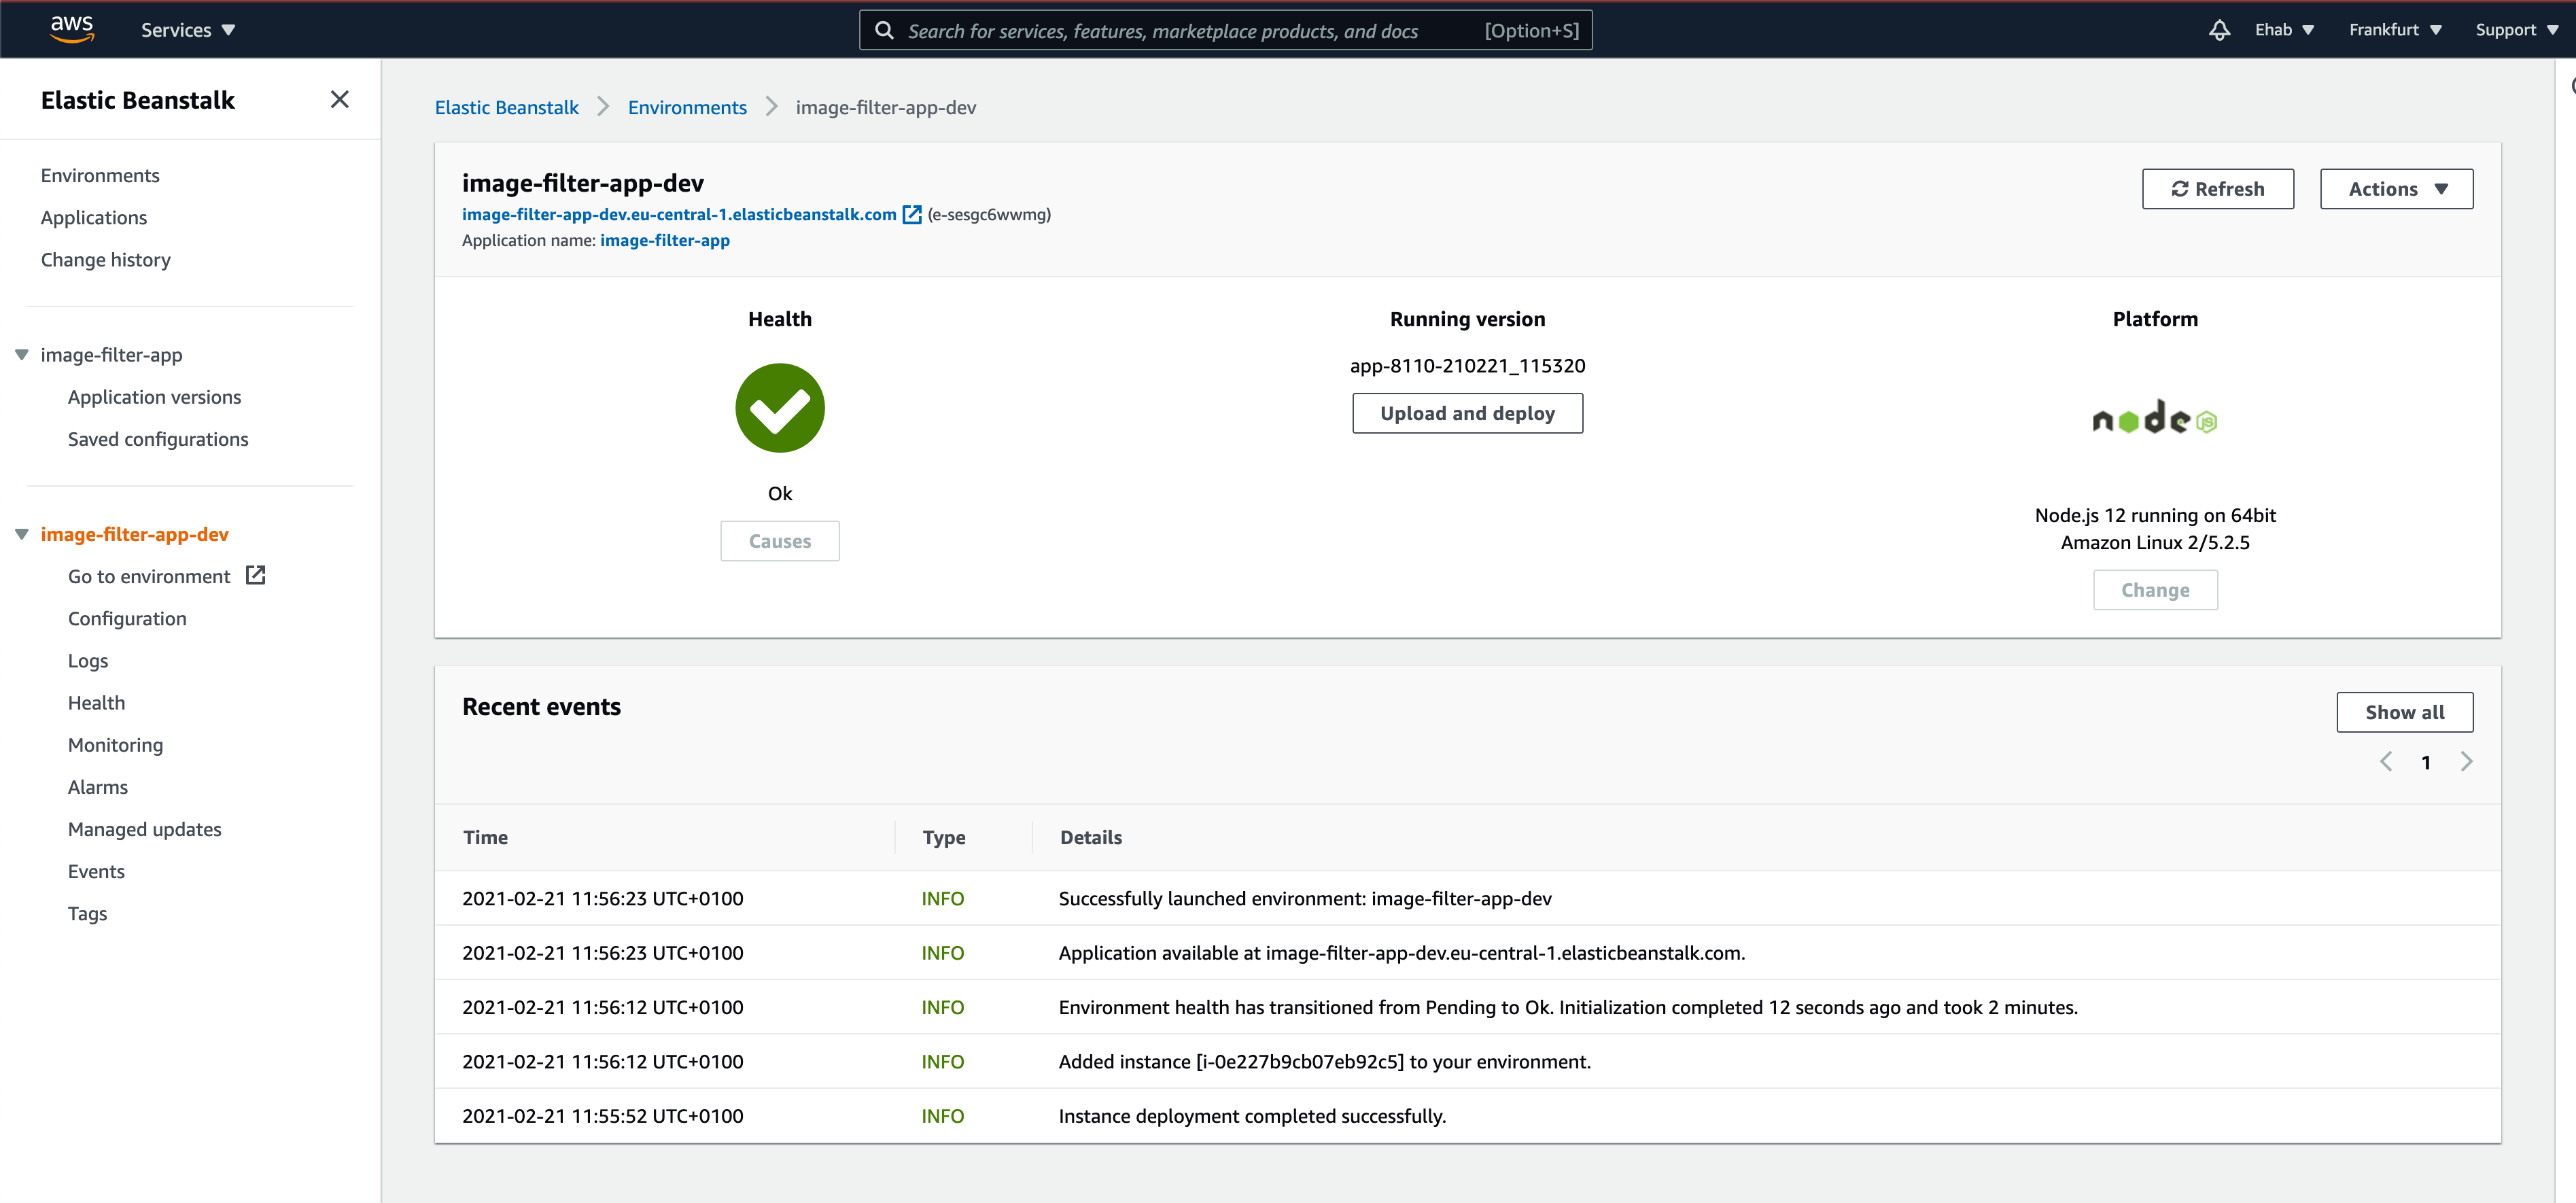 aws
Services
Search for services, features, marketplace products, and docs [Option+S]
Ehab
Frankfurt
Support
Elastic Beanstalk
Environments
Applications
Change history
image-filter-app
Application versions
Saved configurations
image-filter-app-dev
Go to environment
Configuration
Logs
Health
Monitoring
Alarms
Managed updates
Events
Tags
Elastic Beanstalk > Environments > image-filter-app-dev
image-filter-app-dev
image-filter-app-dev.eu-central-1.elasticbeanstalk.com (e-sesgc6wwmg)
Application name: image-filter-app
Refresh
Actions
Health
Ok
Causes
Running version
app-8110-210221_115320
Upload and deploy
Platform
node JS
Node.js 12 running on 64bit
Amazon Linux 2/5.2.5
Change
Recent events
Show all
1
Time Type Details
2021-02-21 11:56:23 UTC+0100 INFO Successfully launched environment: image-filter-app-dev
2021-02-21 11:56:23 UTC+0100 INFO Application available at image-filter-app-dev.eu-central-1.elasticbeanstalk.com.
2021-02-21 11:56:12 UTC+0100 INFO Environment health has transitioned from Pending to Ok. Initialization completed 12 seconds ago and took 2 minutes.
2021-02-21 11:56:12 UTC+0100 INFO Added instance [i-0e227b9cb07eb92c5] to your environment.
2021-02-21 11:55:52 UTC+0100 INFO Instance deployment completed successfully.